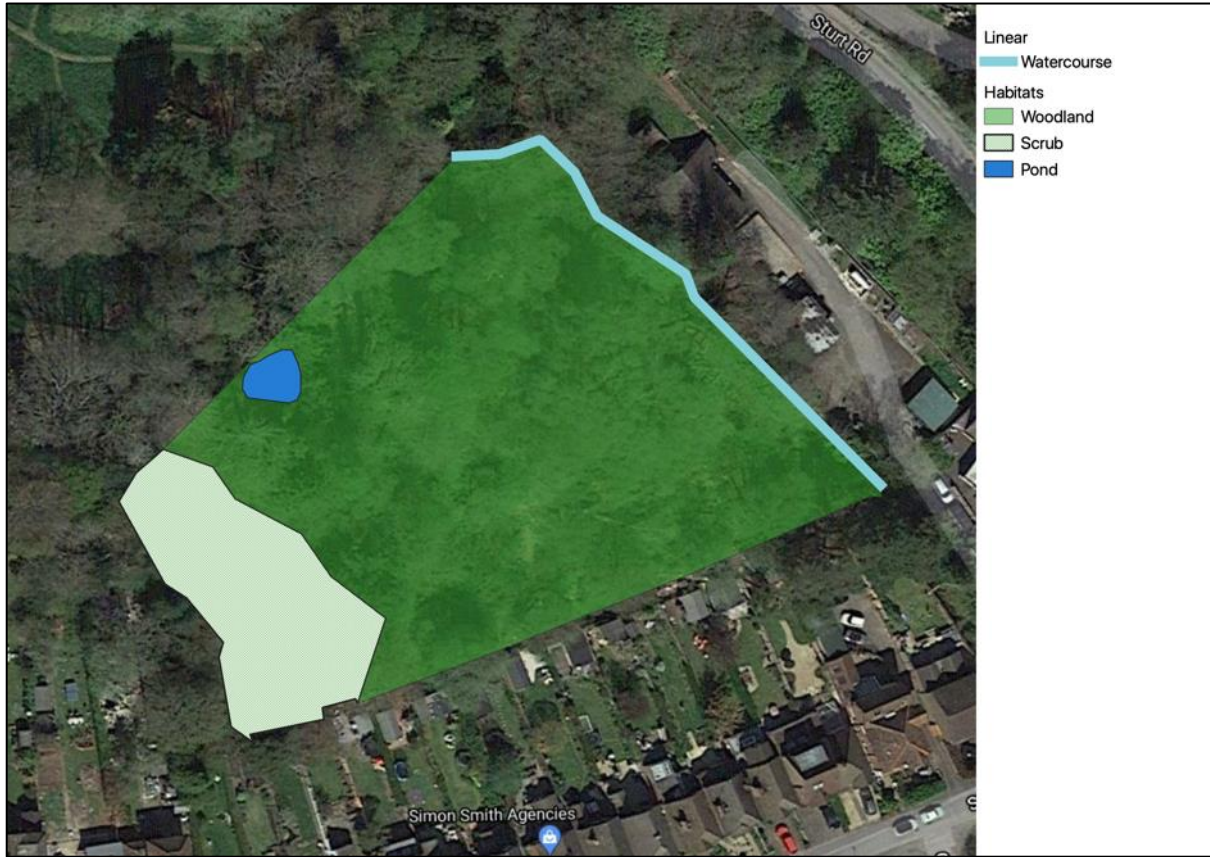 Sturt Rd
Linear
Watercourse
Habitats
Woodland
Scrub
Pond
Simon Smith Agencies
S